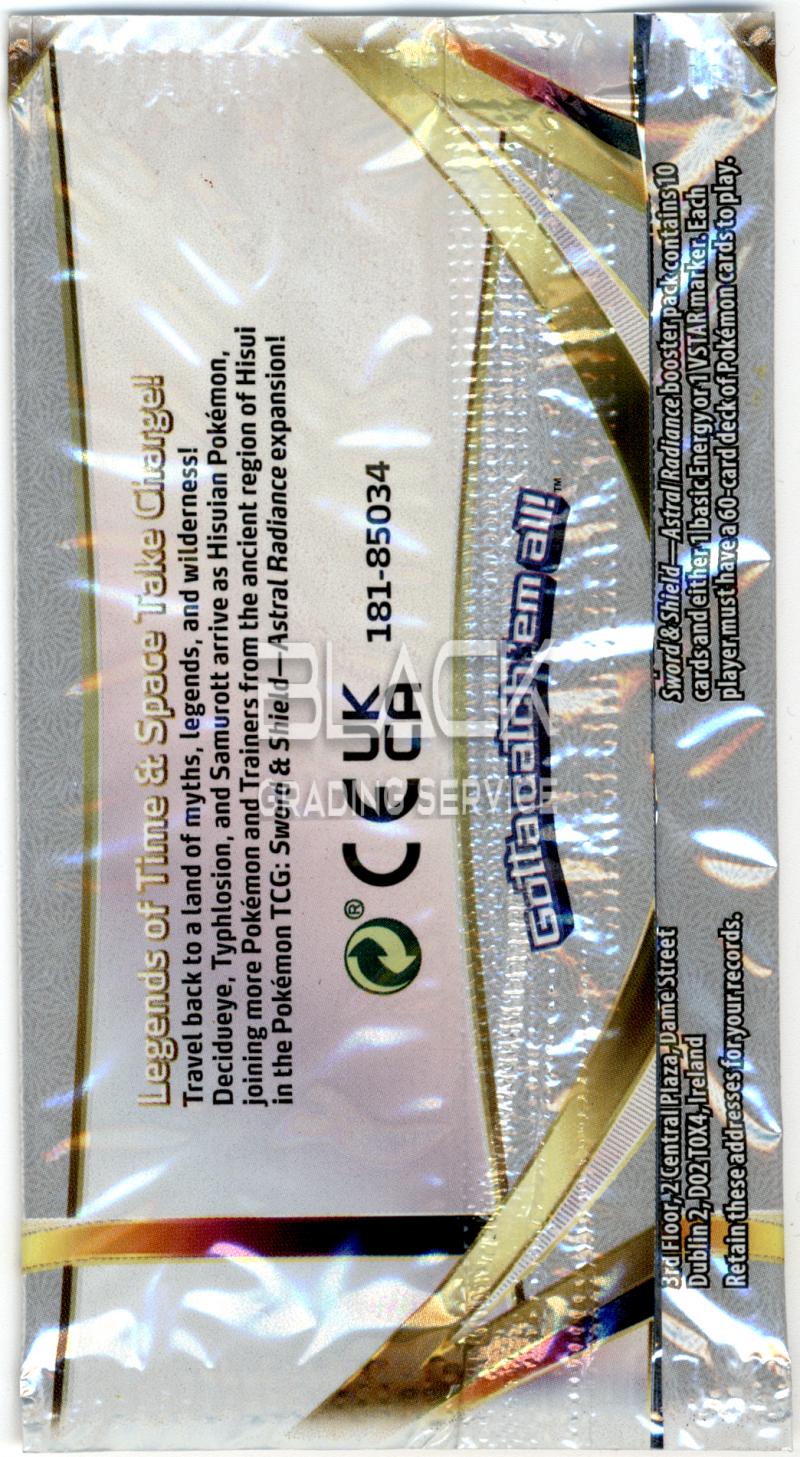 Legends of Time & Space Take Charge!
Travel back to a land of myths, legends, and wilderness!
Decidueye, Typhlosion, and Samurott arrive as Hisuian Pokémon,
joining more Pokémon and Trainers from the ancient region of Hisui
in the Pokémon TCG: Sword & Shield—Astral Radiance expansion!
®
CE UK
CA
181-85034
BLACK
GRADING SERVICE
Gotta catch 'em all!™
3rd Floor, 2 Central Plaza, Dame Street
Dublin 2, D02 T0X4, Ireland
Retain these addresses for your records.
Sword & Shield—Astral Radiance booster pack contains 10
cards and either 1 basic Energy or 1 VSTAR marker. Each
player must have a 60-card deck of Pokémon cards to play.